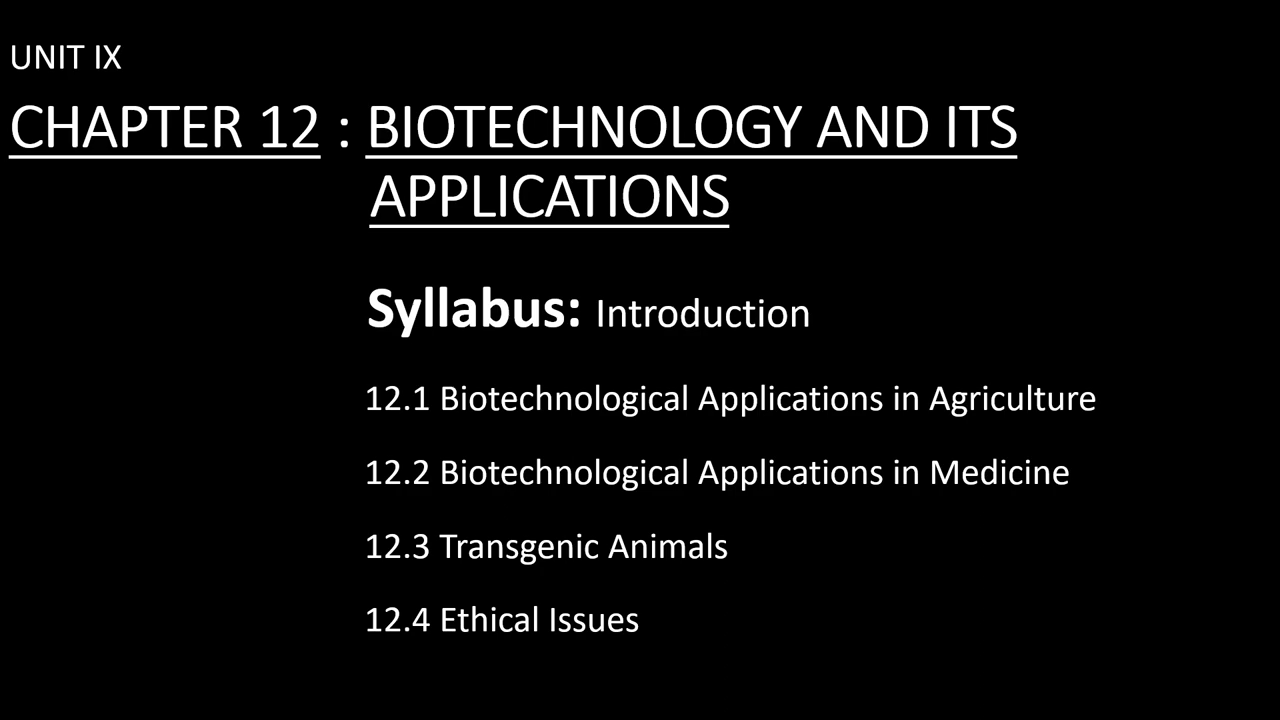 UNIT IX
CHAPTER 12 : BIOTECHNOLOGY AND ITS
APPLICATIONS
Syllabus: Introduction
12.1 Biotechnological Applications in Agriculture
12.2 Biotechnological Applications in Medicine
12.3 Transgenic Animals
12.4 Ethical Issues